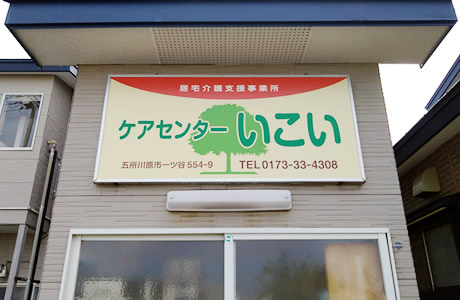 居宅介護支援事業所
ケアセンターいこい
五所川原市一ツ谷554-9 TEL0173-33-4308